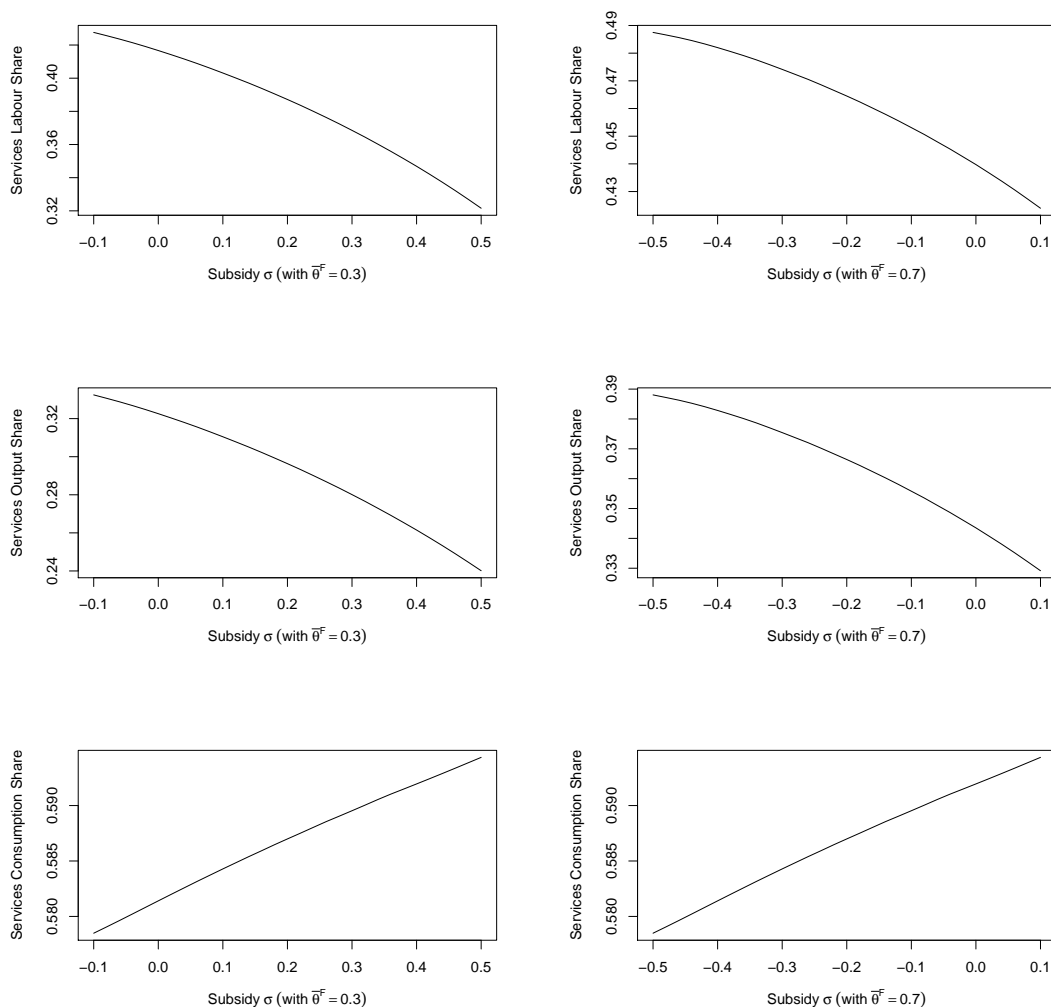 Services Labour Share
0.32 0.36 0.40
−0.1 0.0 0.1 0.2 0.3 0.4 0.5
Subsidy σ (with θ̅ᶠ = 0.3)
Services Labour Share
0.43 0.45 0.47 0.49
−0.5 −0.4 −0.3 −0.2 −0.1 0.0 0.1
Subsidy σ (with θ̅ᶠ = 0.7)
Services Output Share
0.24 0.28 0.32
−0.1 0.0 0.1 0.2 0.3 0.4 0.5
Subsidy σ (with θ̅ᶠ = 0.3)
Services Output Share
0.33 0.35 0.37 0.39
−0.5 −0.4 −0.3 −0.2 −0.1 0.0 0.1
Subsidy σ (with θ̅ᶠ = 0.7)
Services Consumption Share
0.580 0.585 0.590
−0.1 0.0 0.1 0.2 0.3 0.4 0.5
Subsidy σ (with θ̅ᶠ = 0.3)
Services Consumption Share
0.580 0.585 0.590
−0.5 −0.4 −0.3 −0.2 −0.1 0.0 0.1
Subsidy σ (with θ̅ᶠ = 0.7)